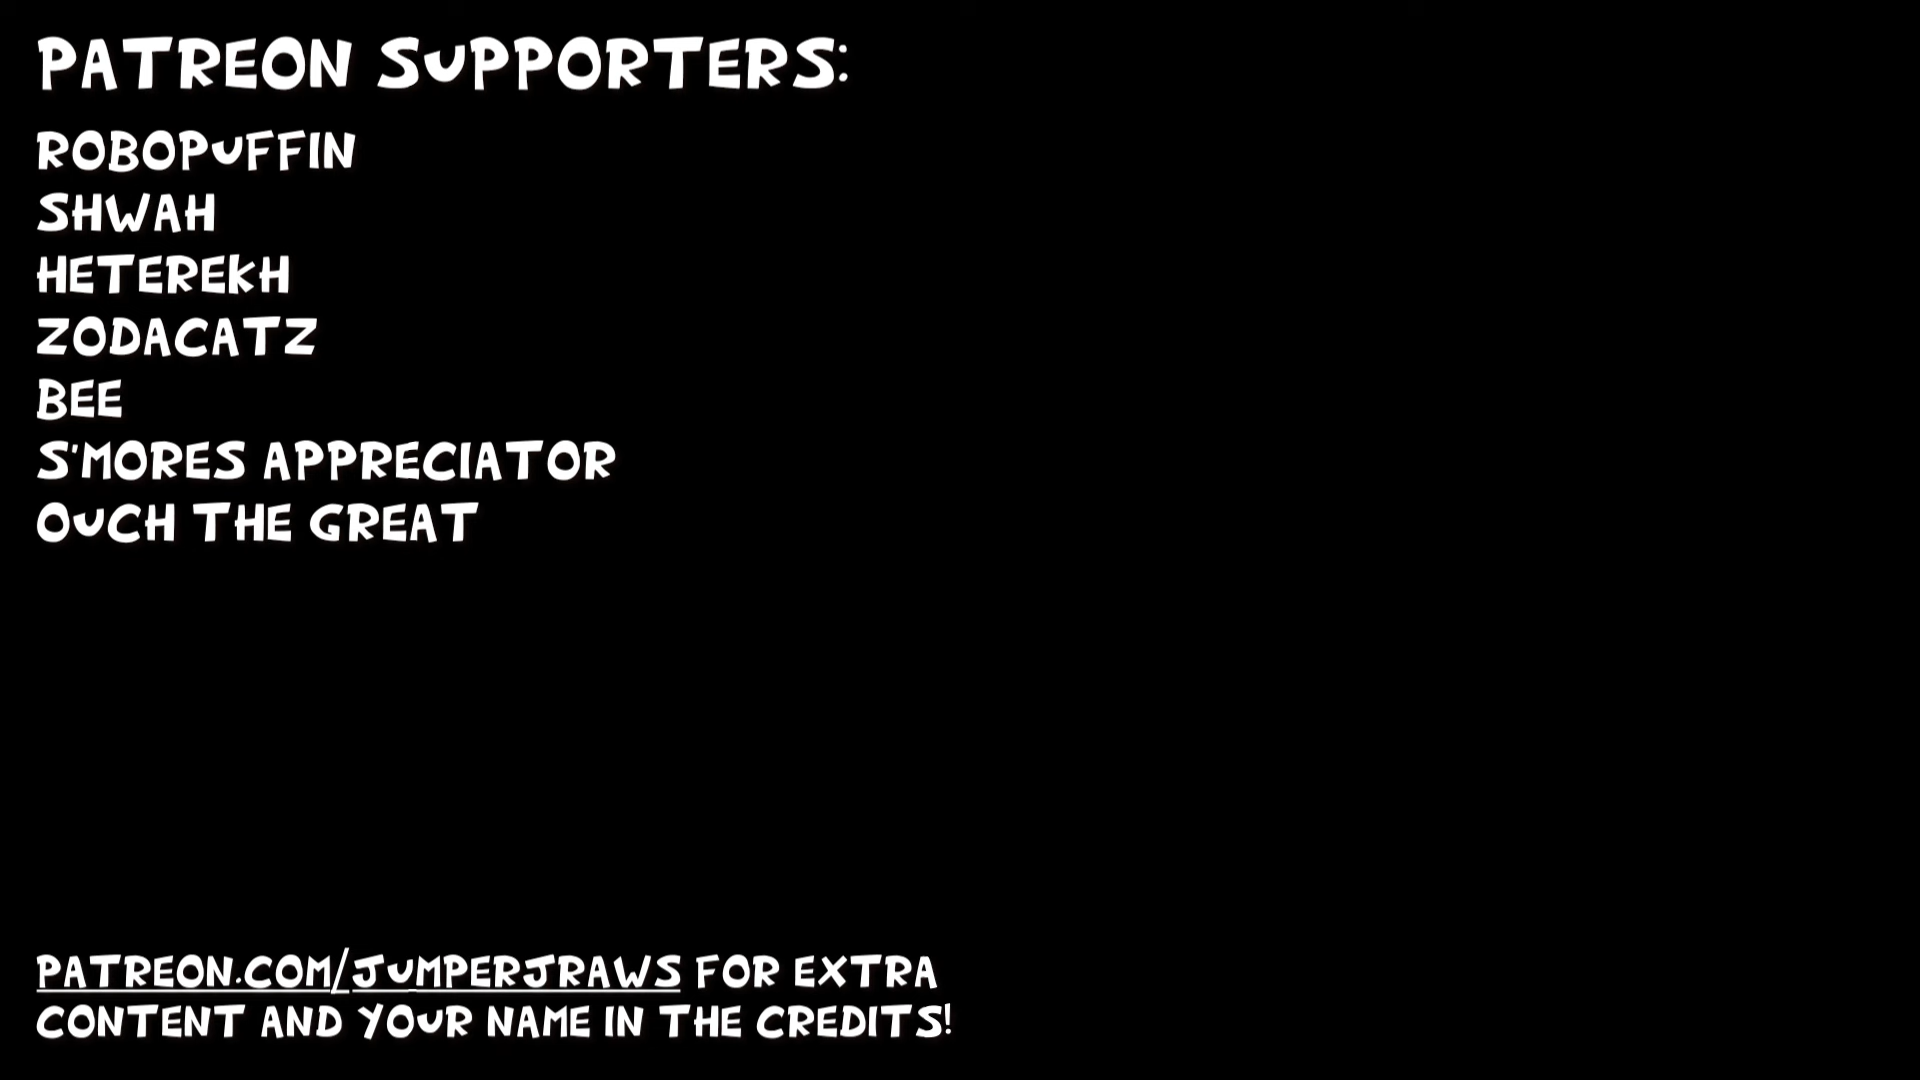 PATREON SUPPORTERS:
ROBOPUFFIN
SHWAH
HETEREKH
ZODACATZ
BEE
S'MORES APPRECIATOR
OUCH THE GREAT
PATREON.COM/JUMPERJRAWS FOR EXTRA
CONTENT AND YOUR NAME IN THE CREDITS!